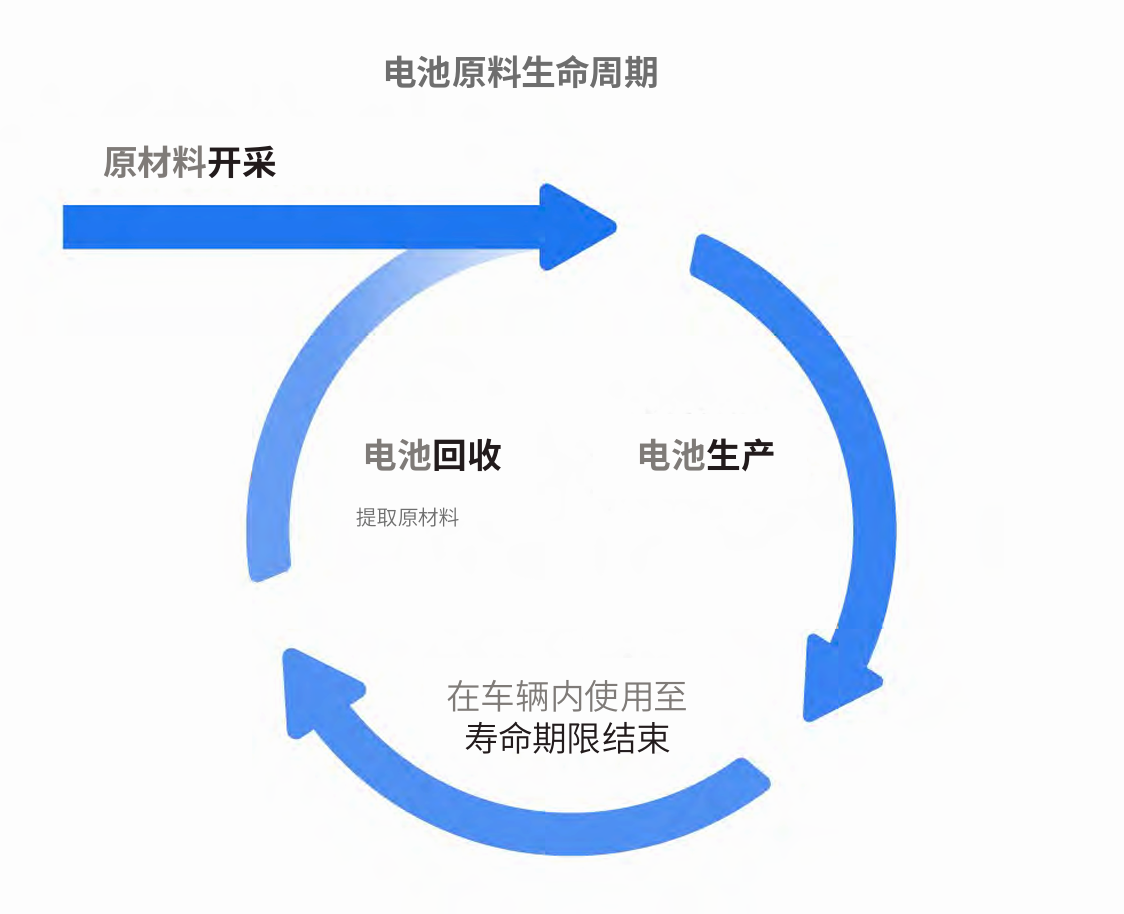 电池原料生命周期
原材料开采
电池回收
电池生产
提取原材料
在车辆内使用至
寿命期限结束